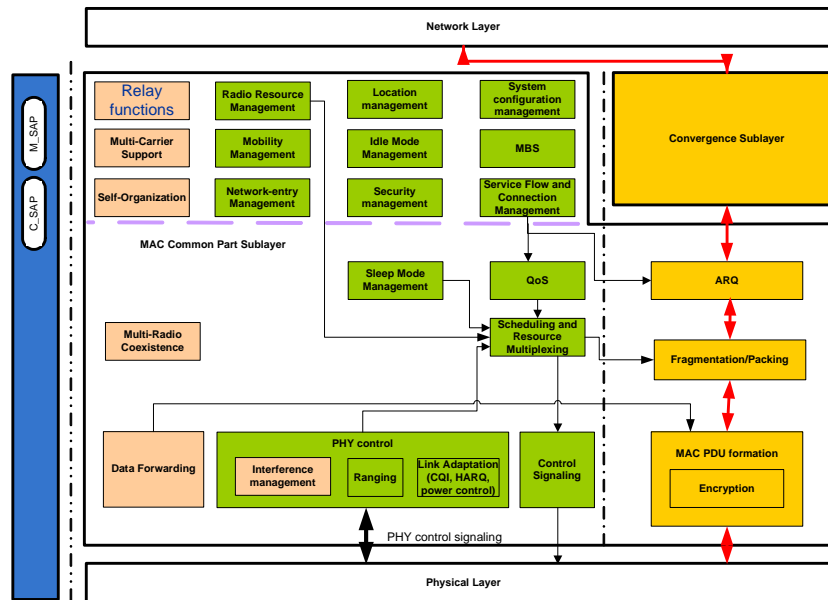 Network Layer
M_SAP
C_SAP
Relay
functions
Radio Resource
Management
Location
management
System
configuration
management
Convergence Sublayer
Multi-Carrier
Support
Mobility
Management
Idle Mode
Management
MBS
Self-Organization
Network-entry
Management
Security
management
Service Flow and
Connection
Management
MAC Common Part Sublayer
Sleep Mode
Management
QoS
ARQ
Multi-Radio
Coexistence
Scheduling and
Resource
Multiplexing
Fragmentation/Packing
Data Forwarding
PHY control
Interference
management
Ranging
Link Adaptation
(CQI, HARQ,
power control)
Control
Signaling
MAC PDU formation
Encryption
PHY control signaling
Physical Layer